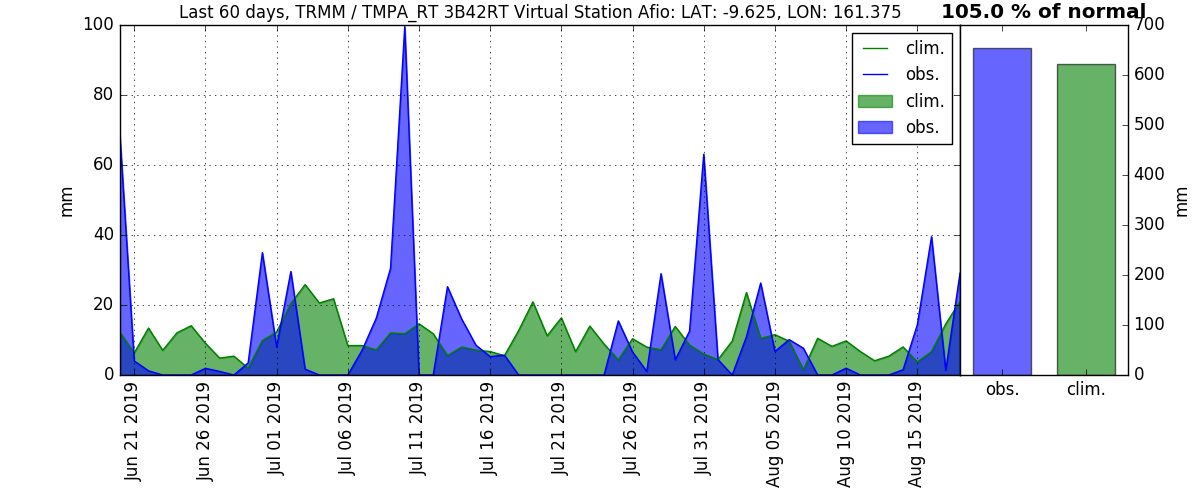 Last 60 days, TRMM / TMPA_RT 3B42RT Virtual Station Afio: LAT: -9.625, LON: 161.375
105.0 % of normal
mm
100
80
60
40
20
0
clim.
obs.
clim.
obs.
Jun 21 2019
Jun 26 2019
Jul 01 2019
Jul 06 2019
Jul 11 2019
Jul 16 2019
Jul 21 2019
Jul 26 2019
Jul 31 2019
Aug 05 2019
Aug 10 2019
Aug 15 2019
obs.
clim.
700
600
500
400
300
200
100
0
mm